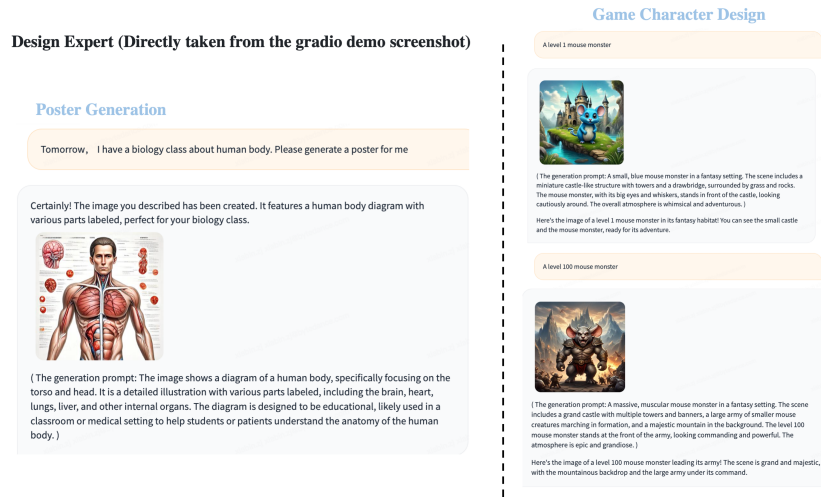 Design Expert (Directly taken from the gradio demo screenshot)
Poster Generation
Tomorrow， I have a biology class about human body. Please generate a poster for me
Certainly! The image you described has been created. It features a human body diagram with
various parts labeled, perfect for your biology class.
( The generation prompt: The image shows a diagram of a human body, specifically focusing on the
torso and head. It is a detailed illustration with various parts labeled, including the brain, heart,
lungs, liver, and other internal organs. The diagram is designed to be educational, likely used in a
classroom or medical setting to help students or patients understand the anatomy of the human
body. )
Game Character Design
A level 1 mouse monster
( The generation prompt: A small, blue mouse monster in a fantasy setting. The scene includes a
miniature castle-like structure with towers and a drawbridge, surrounded by grass and rocks.
The mouse monster, with its big eyes and whiskers, stands in front of the castle, looking
cautiously around. The overall atmosphere is whimsical and adventurous. )
Here's the image of a level 1 mouse monster in its fantasy habitat! You can see the small castle
and the mouse monster, ready for its adventure.
A level 100 mouse monster
( The generation prompt: A massive, muscular mouse monster in a fantasy setting. The scene
includes a grand castle with multiple towers and banners, a large army of smaller mouse
creatures marching in formation, and a majestic mountain in the background. The level 100
mouse monster stands at the front of the army, looking commanding and powerful. The
atmosphere is epic and grandiose. )
Here's the image of a level 100 mouse monster leading its army! The scene is grand and majestic,
with the mountainous backdrop and the large army under its command.